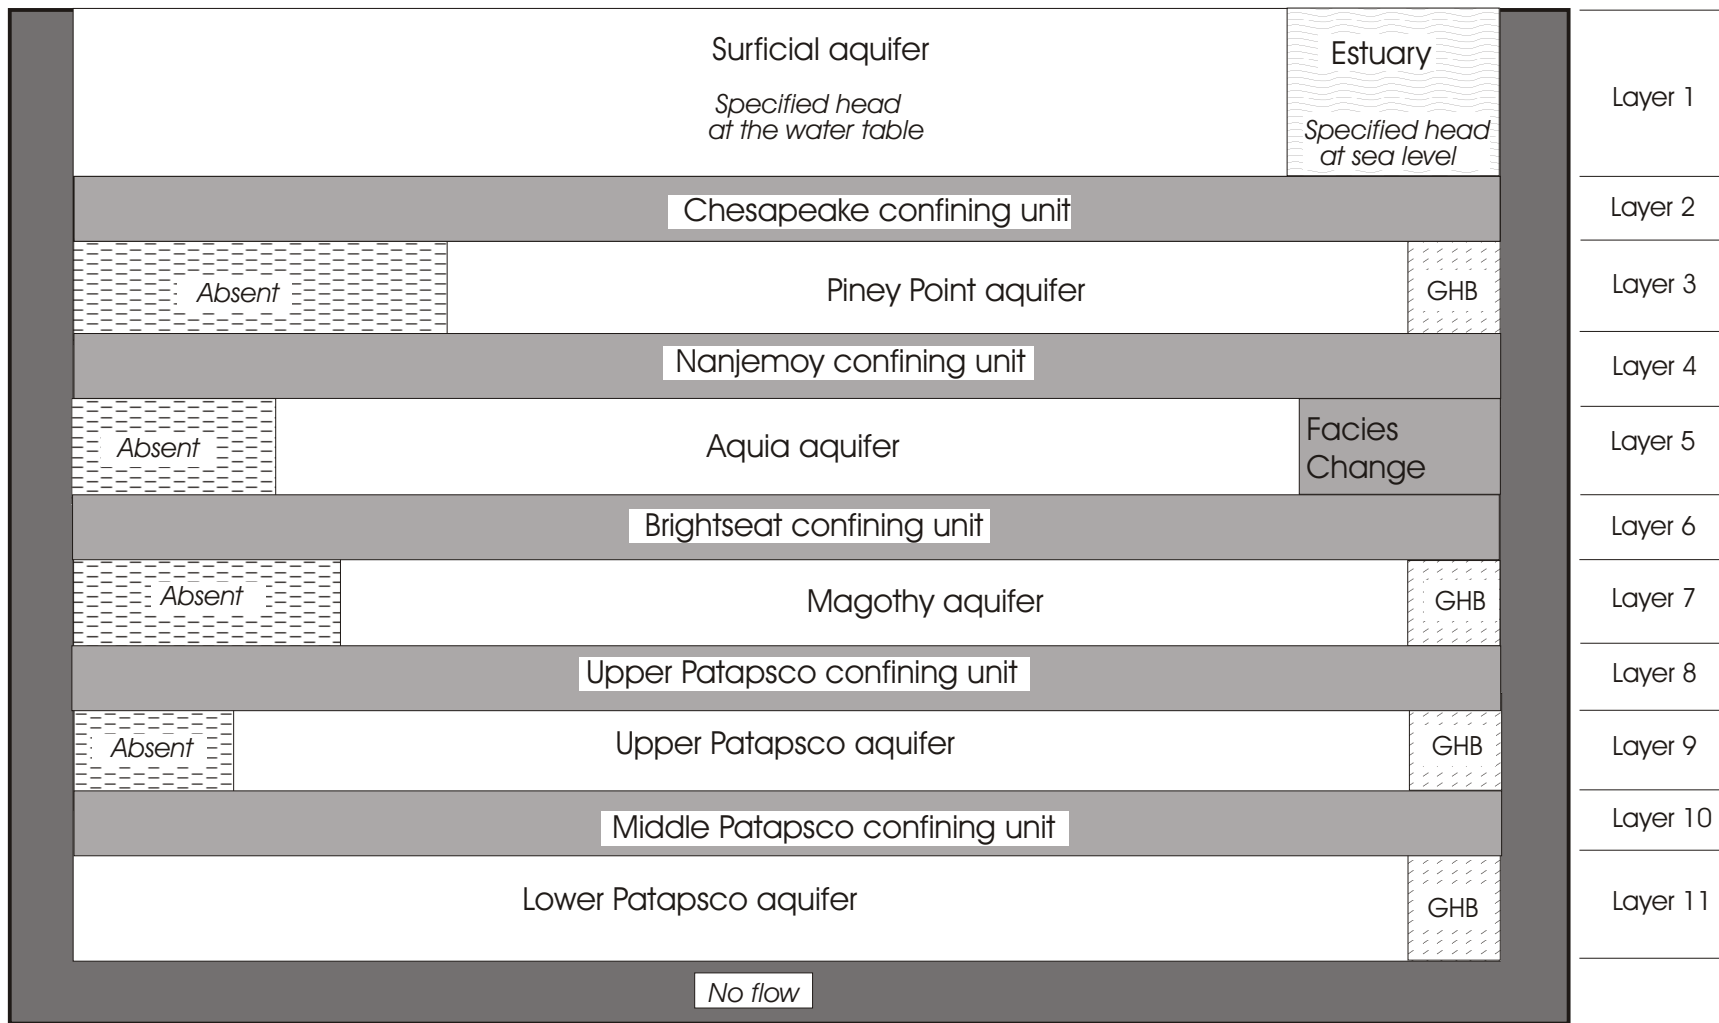 Surficial aquifer
Specified head
at the water table
Estuary
Specified head
at sea level
Layer 1
Chesapeake confining unit
Layer 2
Absent
Piney Point aquifer
GHB
Layer 3
Nanjemoy confining unit
Layer 4
Absent
Aquia aquifer
Facies
Change
Layer 5
Brightseat confining unit
Layer 6
Absent
Magothy aquifer
GHB
Layer 7
Upper Patapsco confining unit
Layer 8
Absent
Upper Patapsco aquifer
GHB
Layer 9
Middle Patapsco confining unit
Layer 10
Lower Patapsco aquifer
GHB
Layer 11
No flow